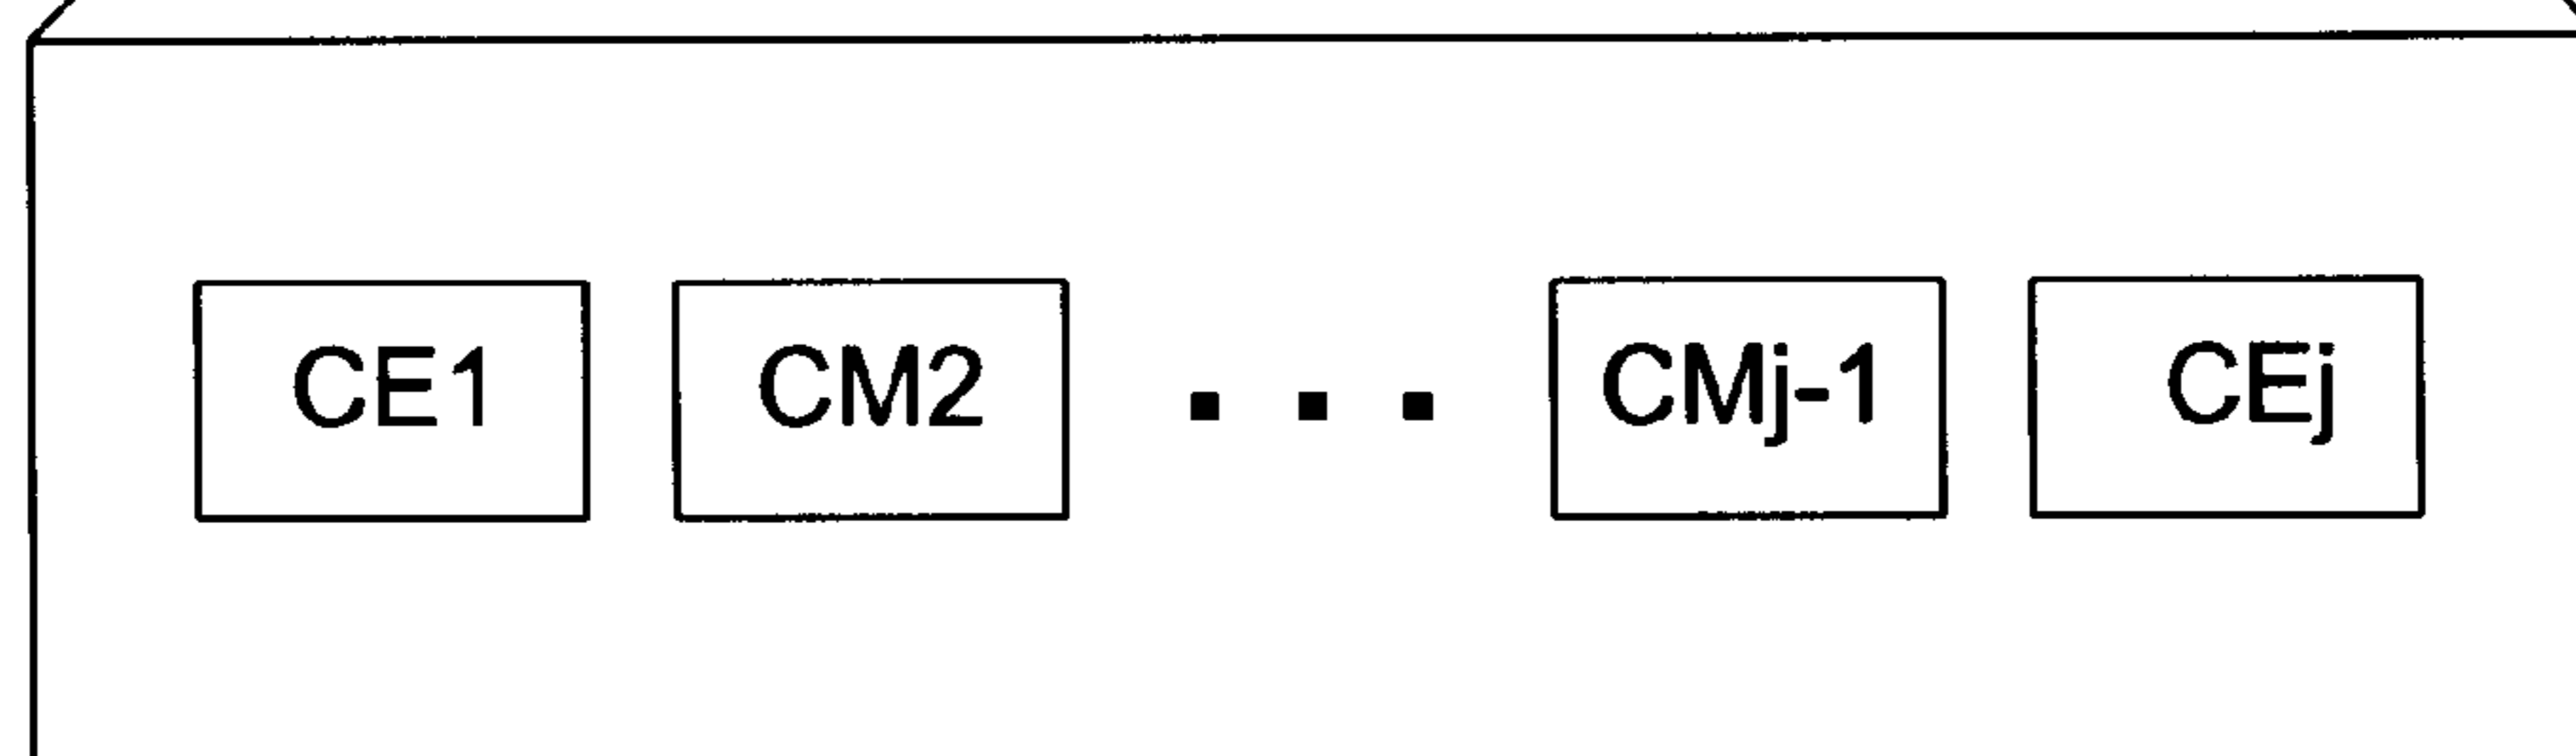 CE1 CM2 . . . CMj-1 CEj